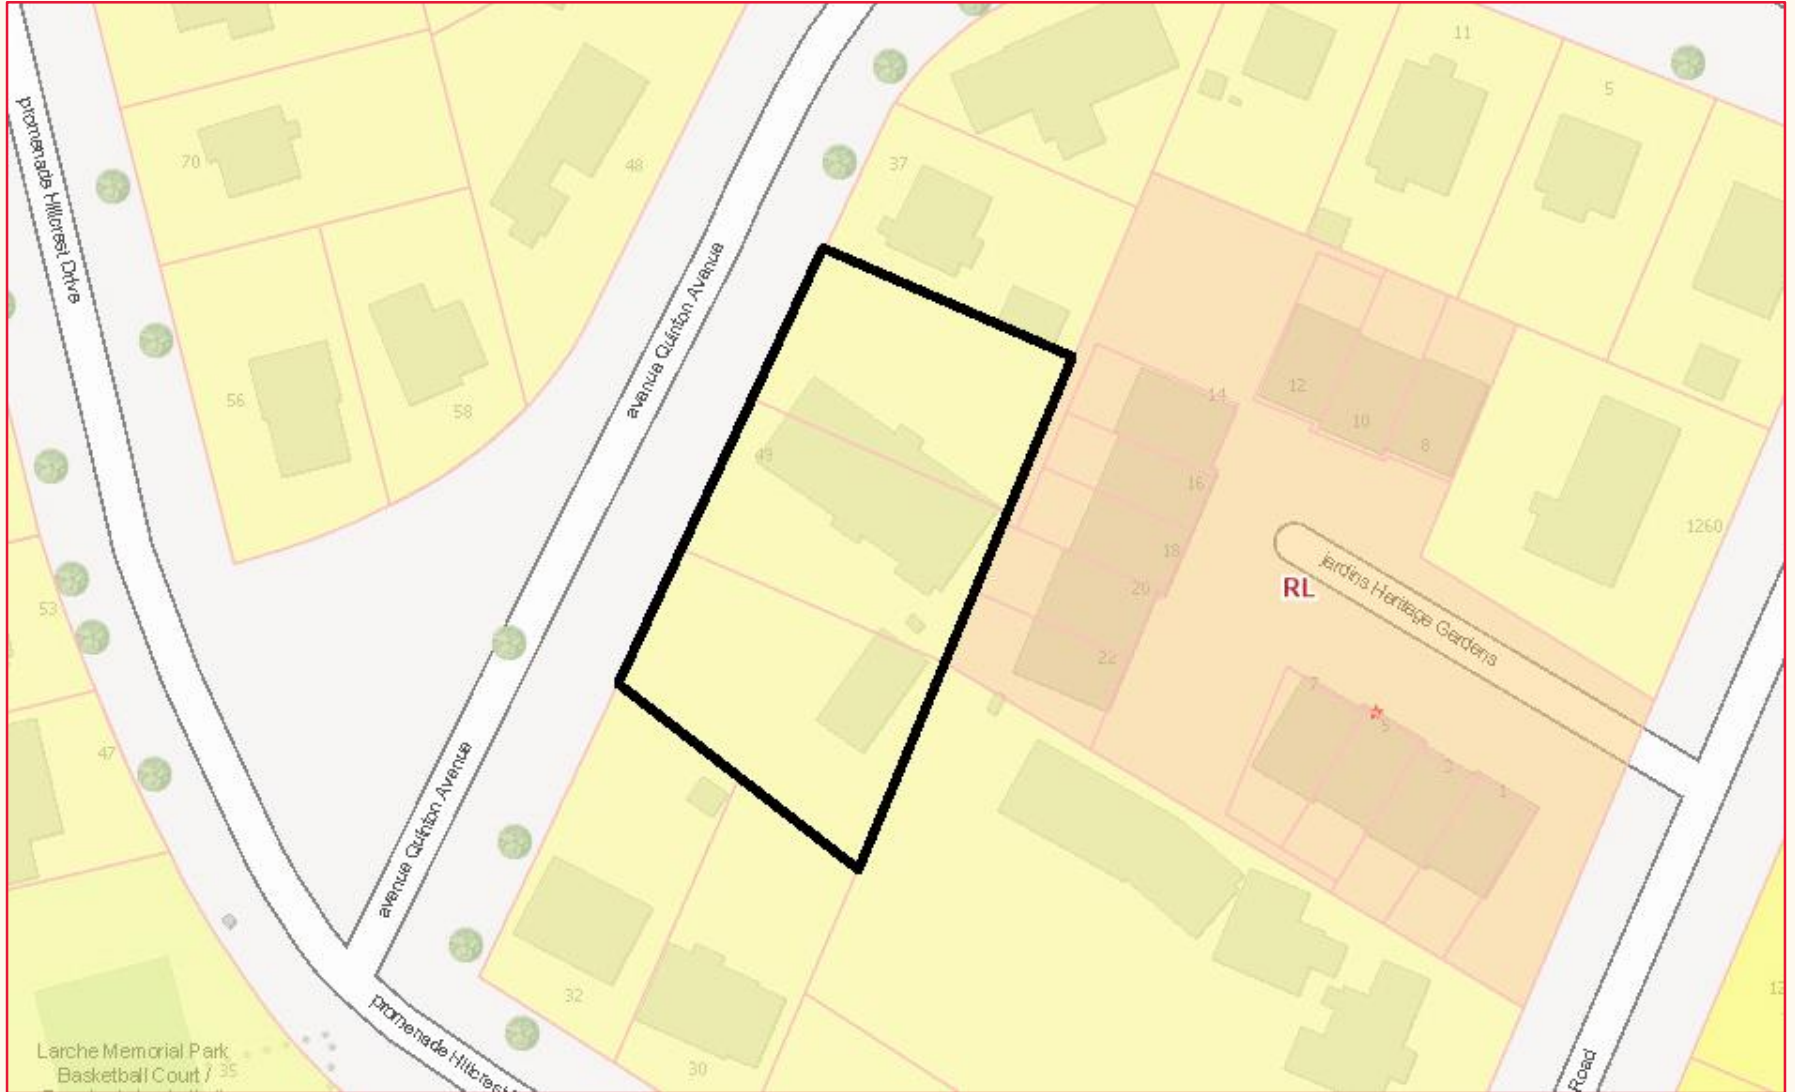 11
5
promenade Hillcrest Drive
70
48
37
avenue Quinton Avenue
56
58
14
12
10
8
49
16
18
20
22
1260
jardins Heritage Gardens
RL
53
7
5
3
1
47
avenue Quinton Avenue
32
30
promenade Hillcrest
Larche Memorial Park
Basketball Court /
35
Road